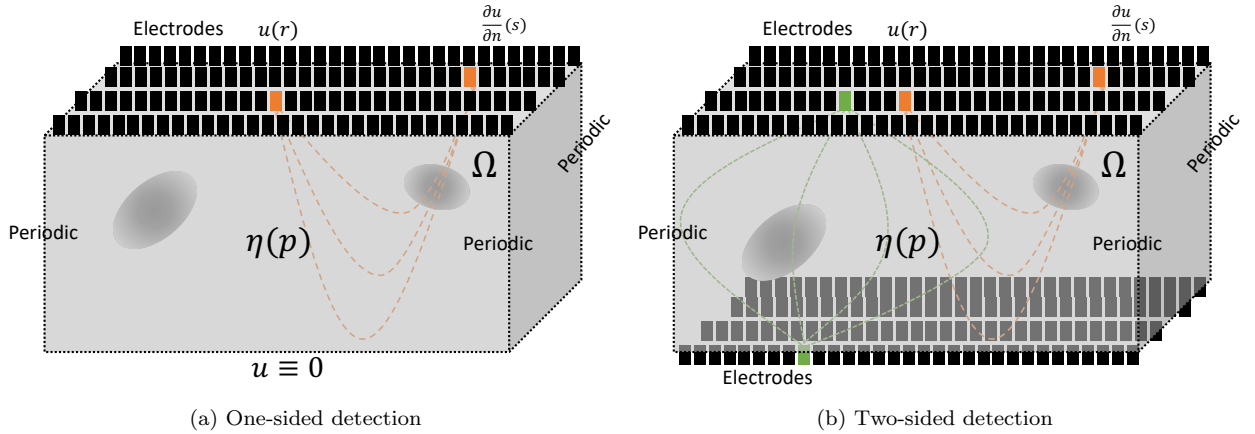 Electrodes
u(r)
∂u/∂n(s)
Ω
Periodic
η(p)
Periodic
Periodic
u ≡ 0
(a) One-sided detection
Electrodes
u(r)
∂u/∂n(s)
Ω
Periodic
η(p)
Periodic
Periodic
Electrodes
(b) Two-sided detection